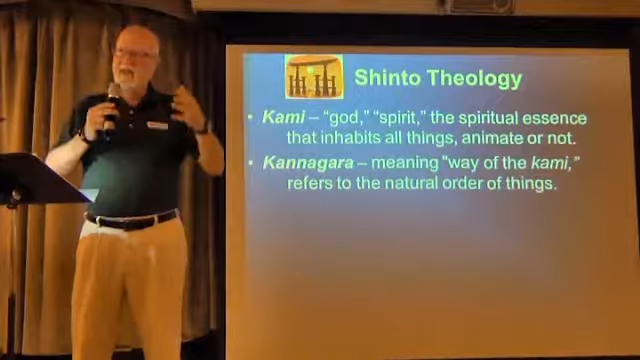 Shinto Theology
• Kami – “god,” “spirit,” the spiritual essence
that inhabits all things, animate or not.
• Kannagara – meaning "way of the kami,”
refers to the natural order of things.